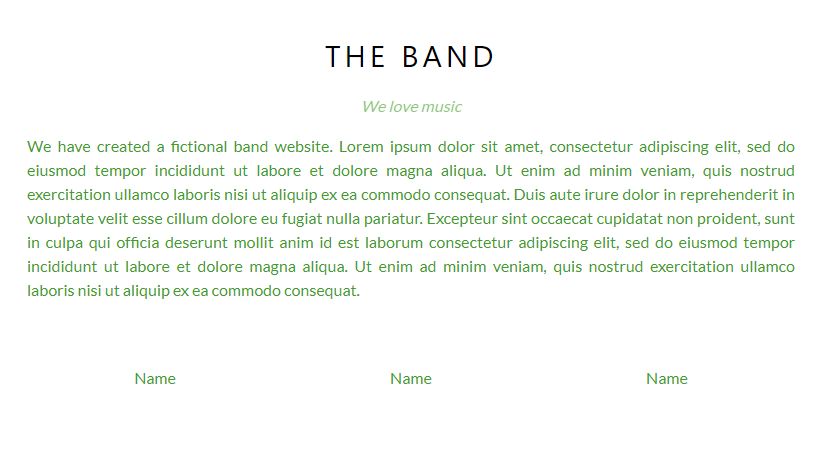 THE BAND
We love music
We have created a fictional band website. Lorem ipsum dolor sit amet, consectetur adipiscing elit, sed do
eiusmod tempor incididunt ut labore et dolore magna aliqua. Ut enim ad minim veniam, quis nostrud
exercitation ullamco laboris nisi ut aliquip ex ea commodo consequat. Duis aute irure dolor in reprehenderit in
voluptate velit esse cillum dolore eu fugiat nulla pariatur. Excepteur sint occaecat cupidatat non proident, sunt
in culpa qui officia deserunt mollit anim id est laborum consectetur adipiscing elit, sed do eiusmod tempor
incididunt ut labore et dolore magna aliqua. Ut enim ad minim veniam, quis nostrud exercitation ullamco
laboris nisi ut aliquip ex ea commodo consequat.
Name Name Name